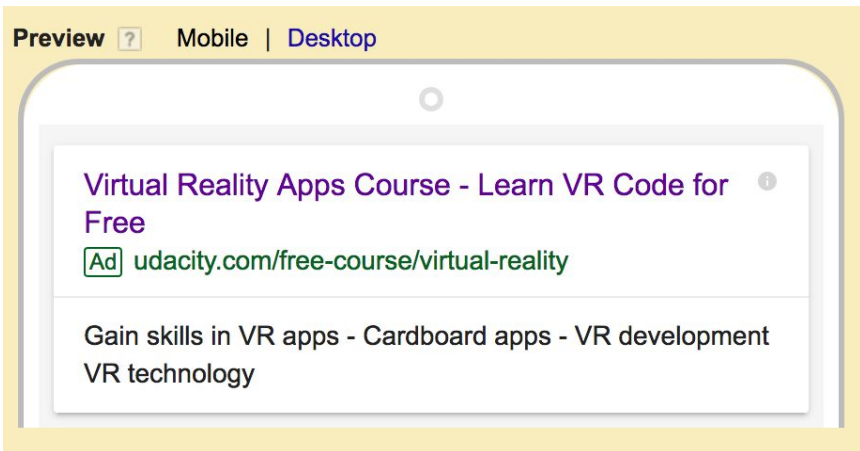 Preview ? Mobile | Desktop
Virtual Reality Apps Course - Learn VR Code for
Free
Ad udacity.com/free-course/virtual-reality
Gain skills in VR apps - Cardboard apps - VR development
VR technology